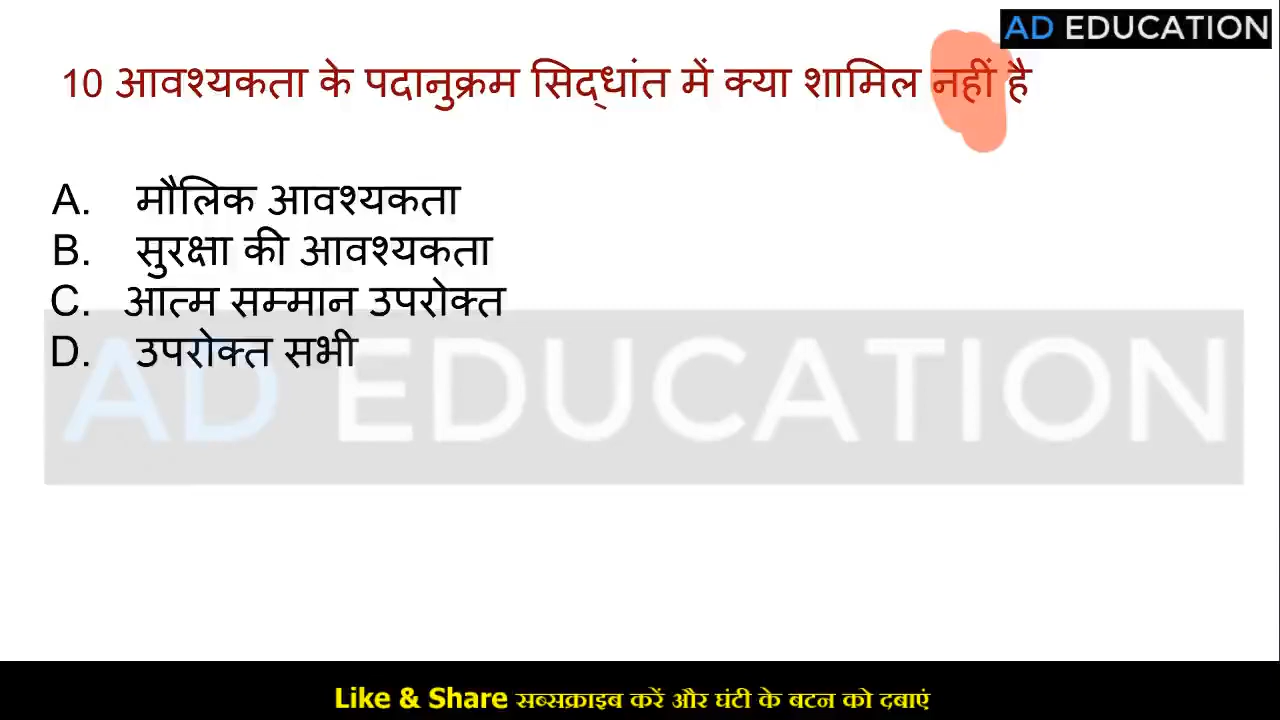 AD EDUCATION
10 आवश्यकता के पदानुक्रम सिद्धांत में क्या शामिल नहीं है
A. मौलिक आवश्यकता
B. सुरक्षा की आवश्यकता
C. आत्म सम्मान उपरोक्त
D. उपरोक्त सभी
AD EDUCATION
Like & Share सब्सक्राइब करें और घंटी के बटन को दबाएं